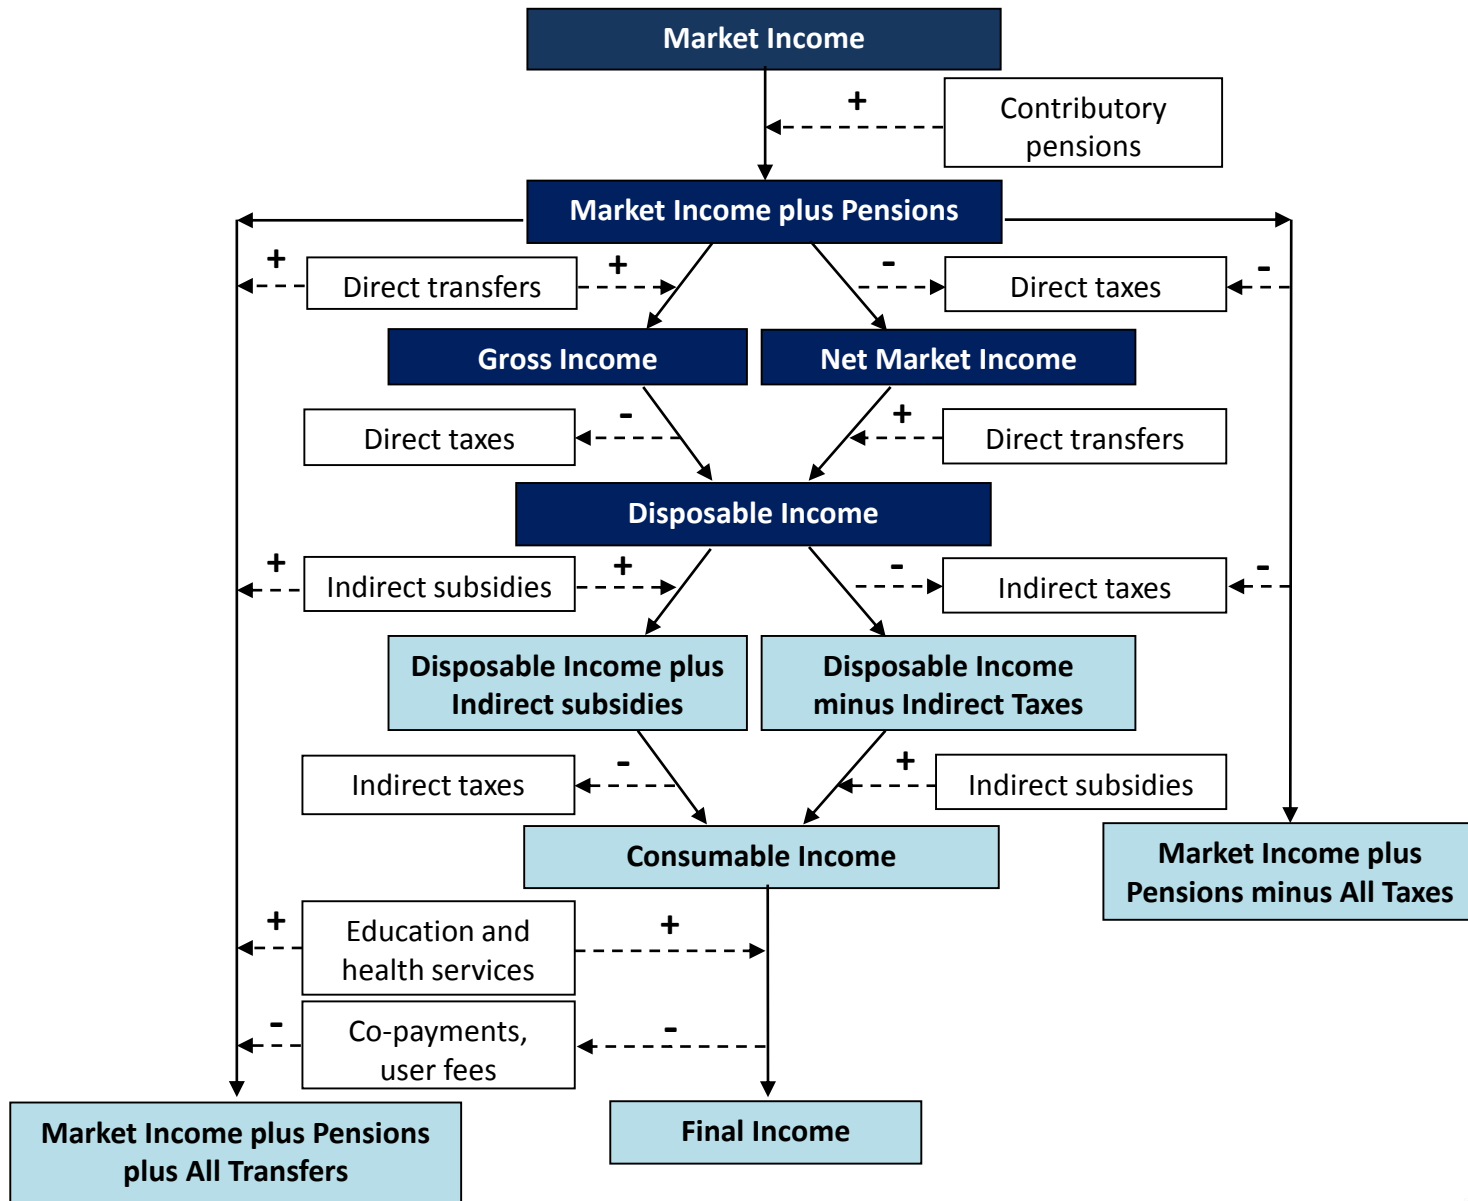 Market Income
+
Contributory
pensions
Market Income plus Pensions
+
Direct transfers
+
-
Direct taxes
-
Gross Income
Net Market Income
Direct taxes
-
+
Direct transfers
Disposable Income
+
Indirect subsidies
+
-
Indirect taxes
-
Disposable Income plus
Indirect subsidies
Disposable Income
minus Indirect Taxes
Indirect taxes
-
+
Indirect subsidies
Consumable Income
Market Income plus
Pensions minus All Taxes
+
Education and
health services
+
-
Co-payments,
user fees
-
Market Income plus Pensions
plus All Transfers
Final Income